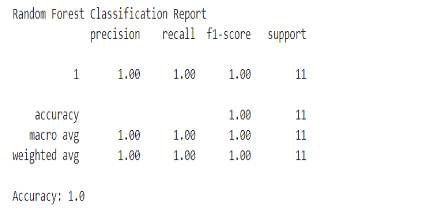 Random Forest Classification Report
precision recall f1-score support
1 1.00 1.00 1.00 11
accuracy 1.00 11
macro avg 1.00 1.00 1.00 11
weighted avg 1.00 1.00 1.00 11
Accuracy: 1.0